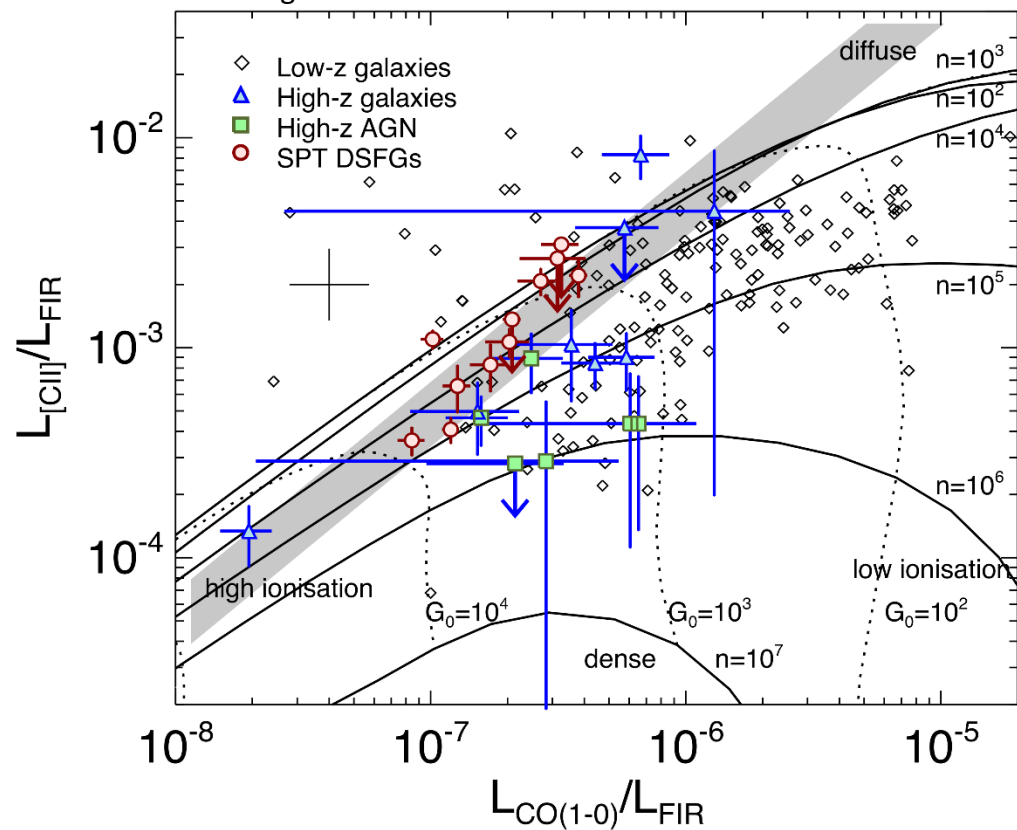 diffuse
n=10³
Low-z galaxies
High-z galaxies
n=10²
High-z AGN
n=10⁴
SPT DSFGs
10⁻²
L[CII]/LFIR
n=10⁵
10⁻³
n=10⁶
10⁻⁴
high ionisation
low ionisation
G₀=10⁴
G₀=10³
G₀=10²
dense
n=10⁷
10⁻⁸
10⁻⁷
10⁻⁶
10⁻⁵
LCO(1-0)/LFIR